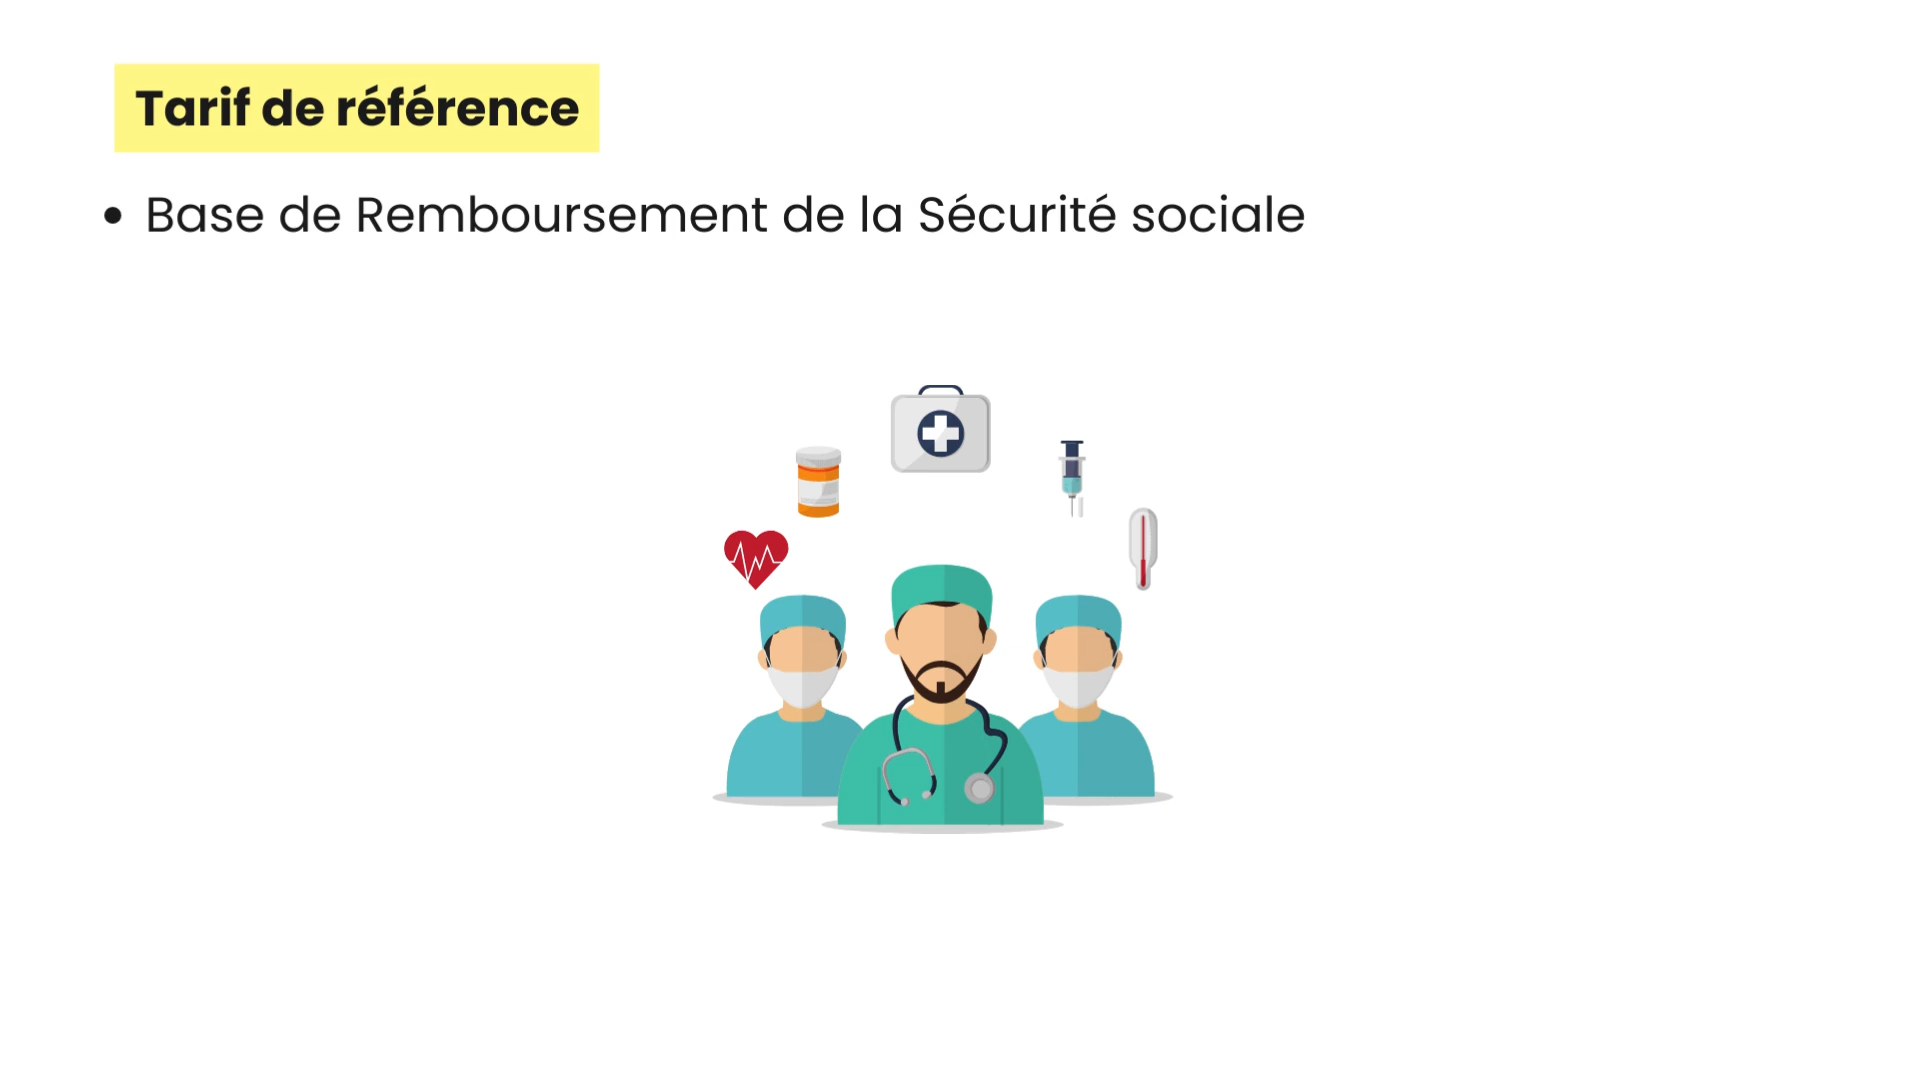 Tarif de référence
• Base de Remboursement de la Sécurité sociale